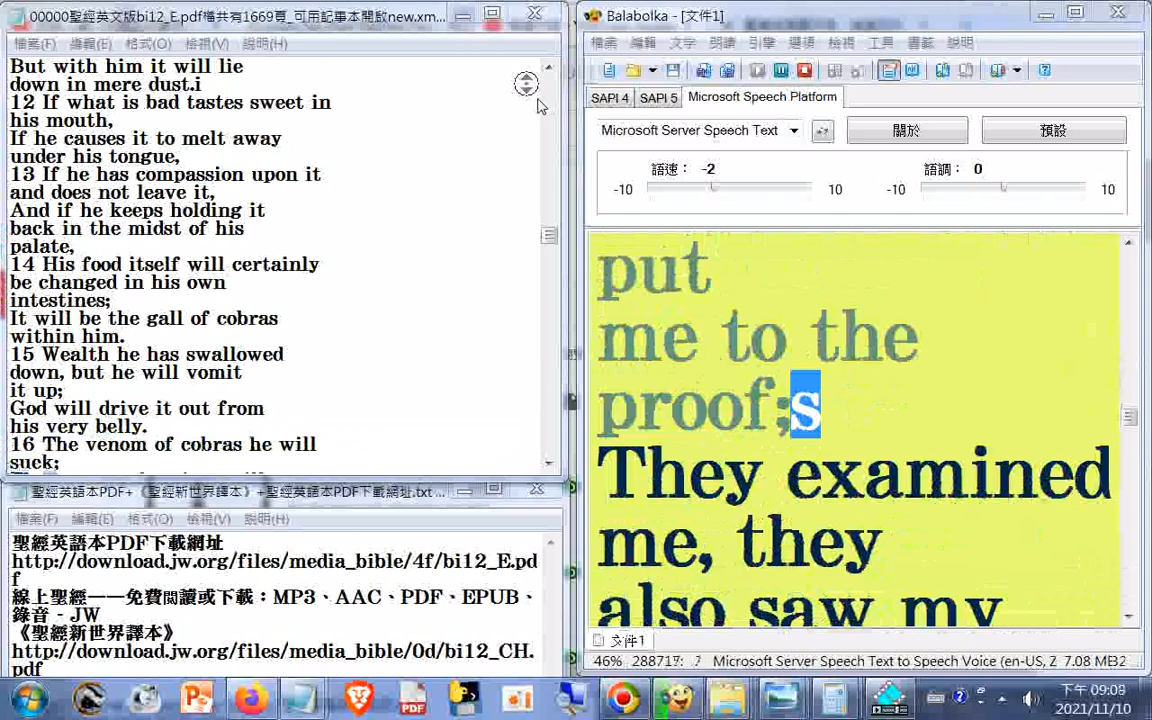 00000聖經英文版bi12_E.pdf檔共有1669頁_可用記事本開啟new.xm...
檔案(F) 編輯(E) 格式(O) 檢視(V) 說明(H)
But with him it will lie
down in mere dust.i
12 If what is bad tastes sweet in
his mouth,
If he causes it to melt away
under his tongue,
13 If he has compassion upon it
and does not leave it,
And if he keeps holding it
back in the midst of his
palate,
14 His food itself will certainly
be changed in his own
intestines;
It will be the gall of cobras
within him.
15 Wealth he has swallowed
down, but he will vomit
it up;
God will drive it out from
his very belly.
16 The venom of cobras he will
suck;
聖經英語本PDF+《聖經新世界譯本》+聖經英語本PDF下載網址.txt ...
檔案(F) 編輯(E) 格式(O) 檢視(V) 說明(H)
聖經英語本PDF下載網址
http://download.jw.org/files/media_bible/4f/bi12_E.pd
f
線上聖經——免費閱讀或下載：MP3、AAC、PDF、EPUB、
錄音 - JW
《聖經新世界譯本》
http://download.jw.org/files/media_bible/0d/bi12_CH.
pdf
Balabolka - [文件1]
檔案 編輯 文字 朗讀 引擎 選項 檢視 工具 書籤 說明
SAPI 4 SAPI 5 Microsoft Speech Platform
Microsoft Server Speech Text 關於 預設
語速： -2 語調： 0
-10 10 -10 10
put
me to the
proof;s
They examined
me, they
also saw my
文件1
46% Microsoft Server Speech Text to Speech Voice (en-US, Z 7.08 MB
下午 09:08
2021/11/10